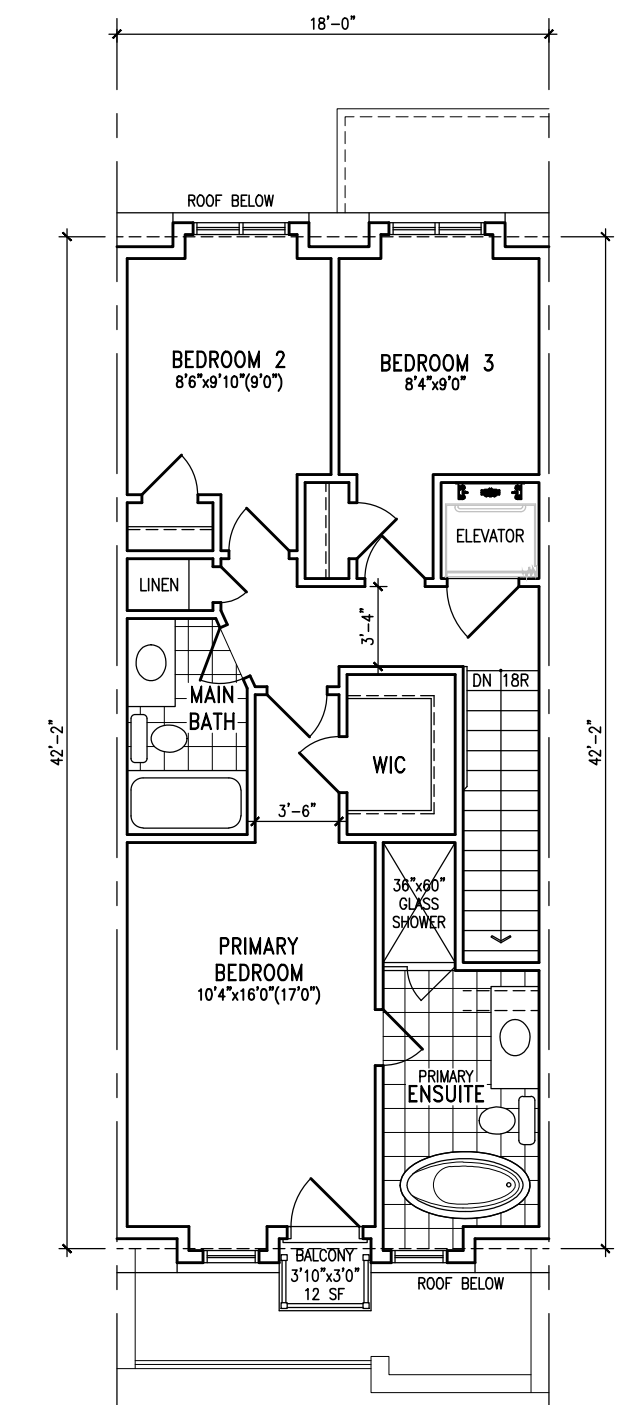 18'-0"
ROOF BELOW
BEDROOM 2
8'6"x9'10"(9'0")
BEDROOM 3
8'4"x9'0"
ELEVATOR
LINEN
3'-4"
DN 18R
MAIN
BATH
42'-2"
42'-2"
WIC
3'-6"
36"x60"
GLASS
SHOWER
PRIMARY
BEDROOM
10'4"x16'0"(17'0")
PRIMARY
ENSUITE
BALCONY
3'10"x3'0"
12 SF
ROOF BELOW